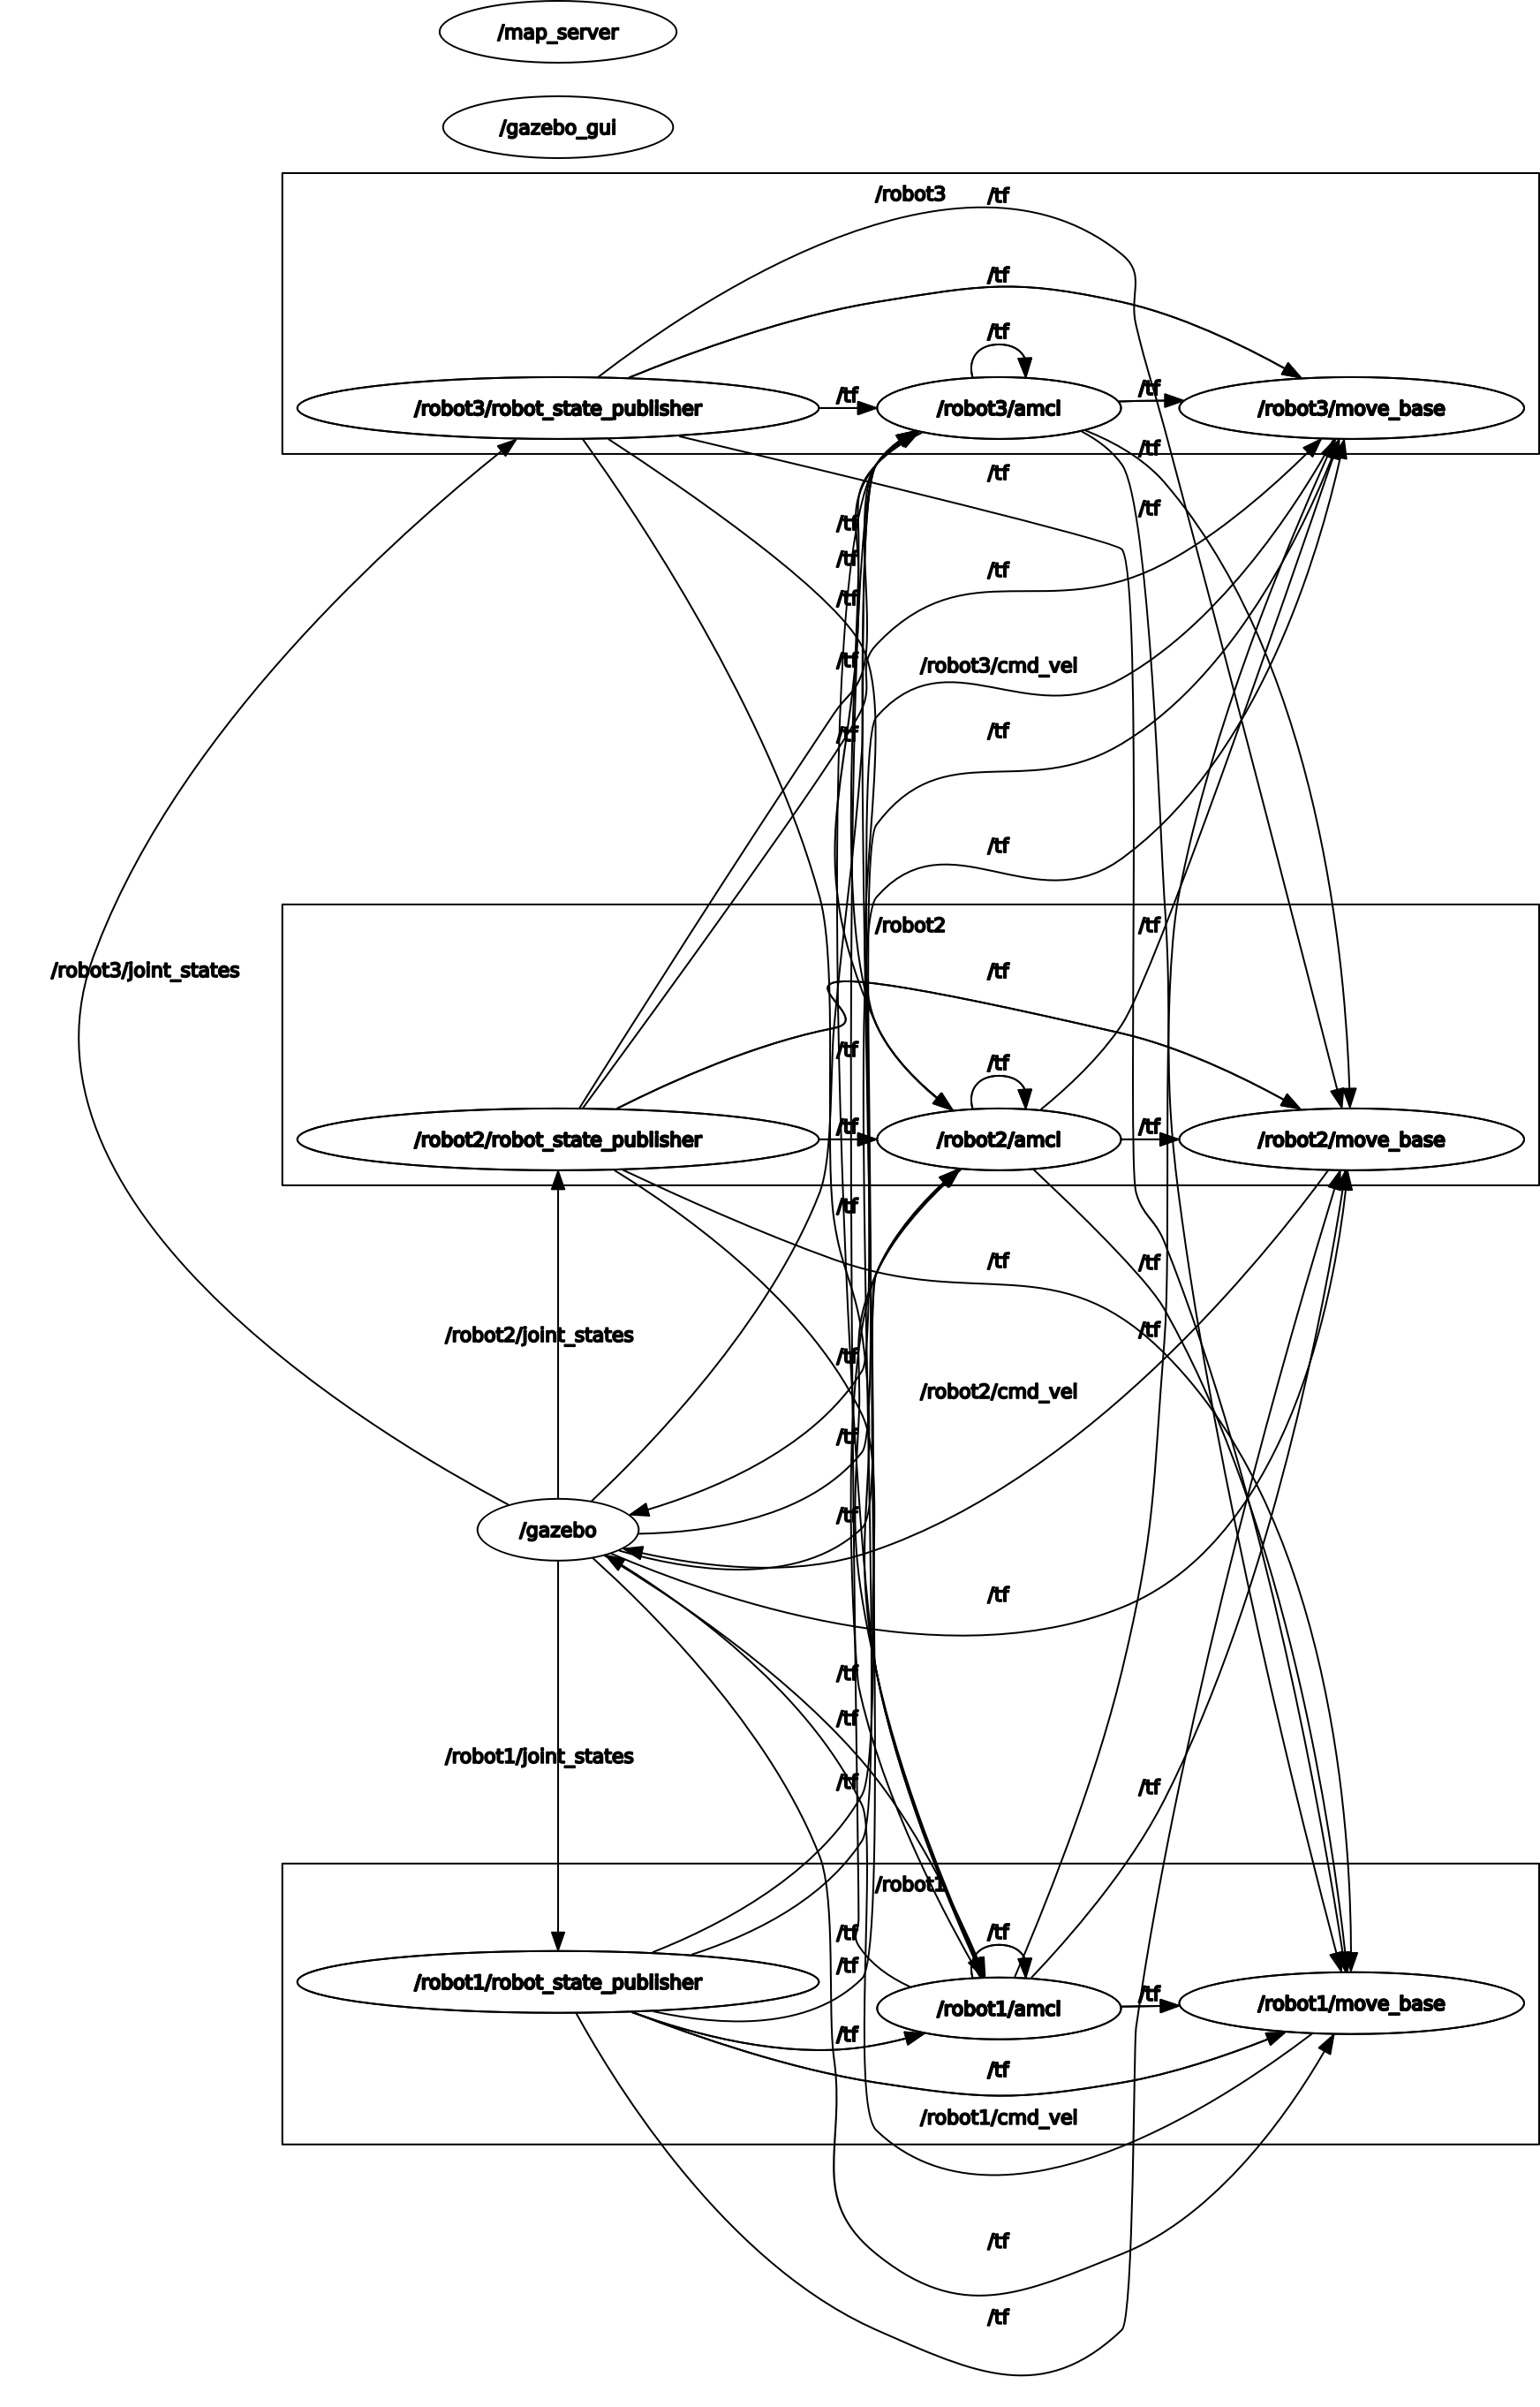 /map_server
/gazebo_gui
/robot3
/tf
/tf
/tf
/tf
/tf
/robot3/robot_state_publisher
/robot3/amcl
/robot3/move_base
/tf
/tf
/tf
/tf
/tf
/tf
/tf
/tf
/robot3/cmd_vel
/tf
/tf
/tf
/robot2
/tf
/robot3/joint_states
/tf
/tf
/tf
/tf
/tf
/robot2/robot_state_publisher
/robot2/amcl
/robot2/move_base
/tf
/tf
/tf
/tf
/robot2/joint_states
/tf
/robot2/cmd_vel
/tf
/tf
/gazebo
/tf
/tf
/tf
/robot1/joint_states
/tf
/tf
/robot1
/tf
/tf
/tf
/robot1/robot_state_publisher
/tf
/robot1/amcl
/robot1/move_base
/tf
/tf
/robot1/cmd_vel
/tf
/tf